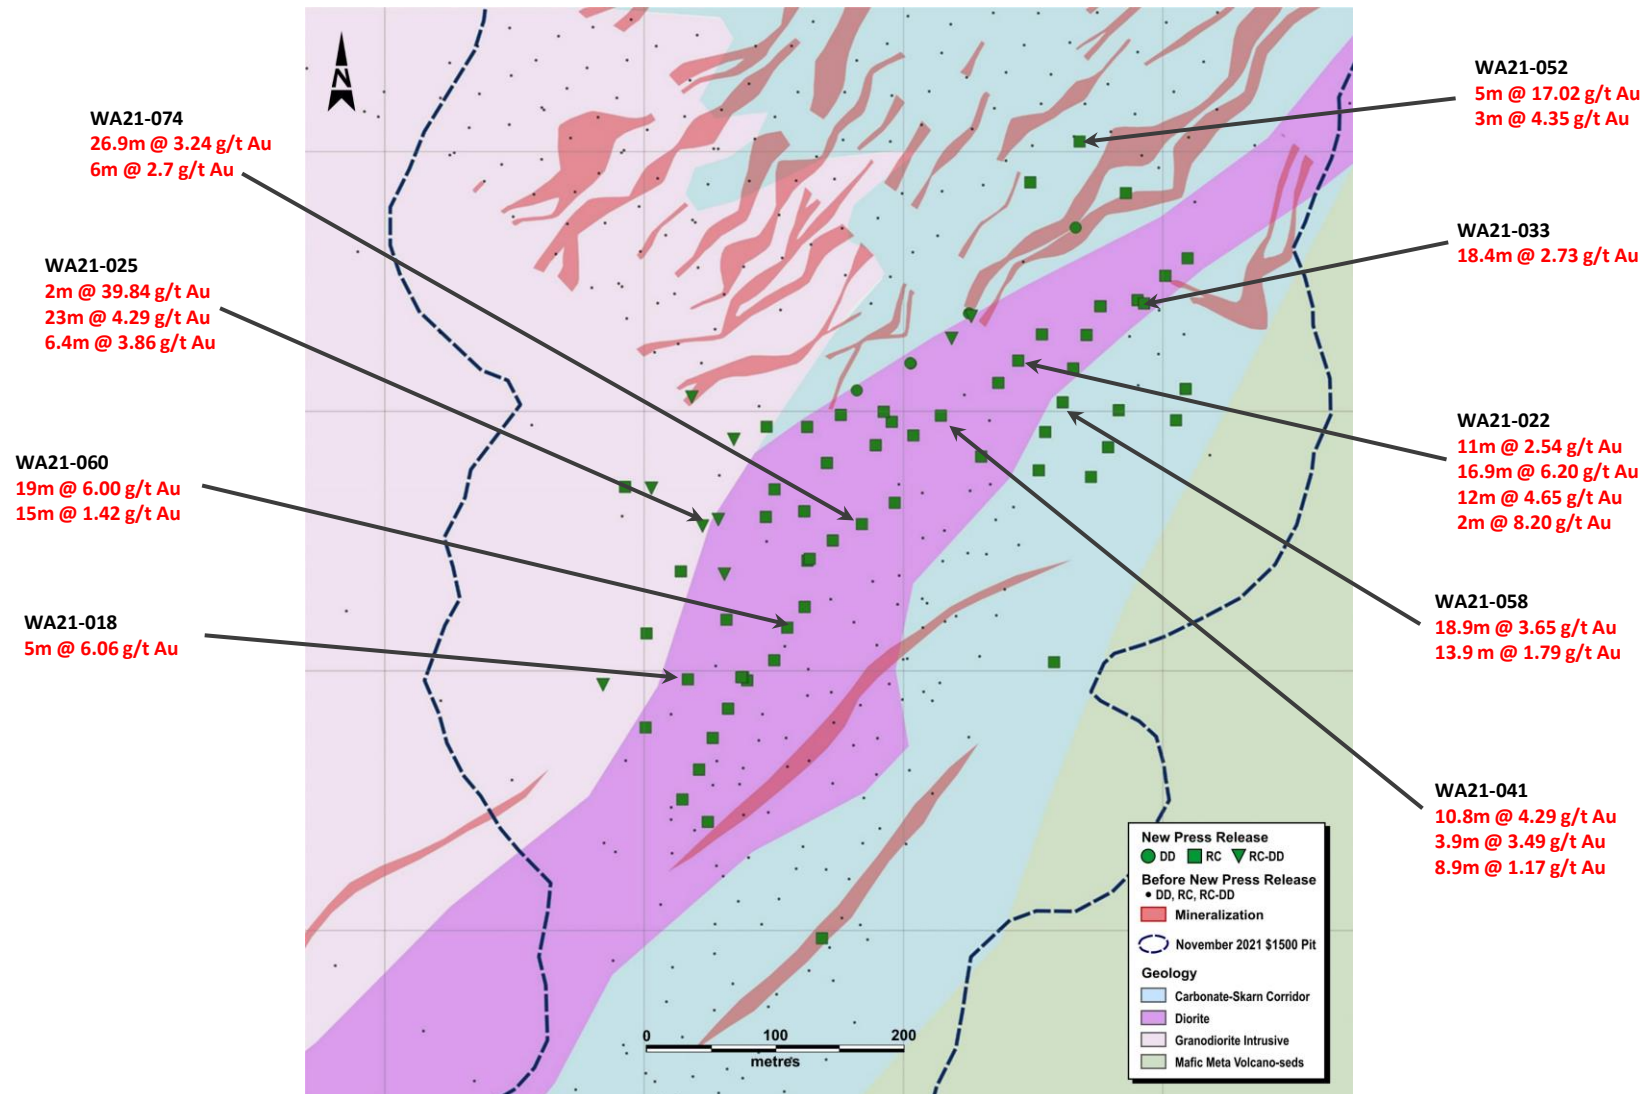 N
WA21-052
5m @ 17.02 g/t Au
3m @ 4.35 g/t Au
WA21-074
26.9m @ 3.24 g/t Au
6m @ 2.7 g/t Au
WA21-033
18.4m @ 2.73 g/t Au
WA21-025
2m @ 39.84 g/t Au
23m @ 4.29 g/t Au
6.4m @ 3.86 g/t Au
WA21-022
11m @ 2.54 g/t Au
16.9m @ 6.20 g/t Au
12m @ 4.65 g/t Au
2m @ 8.20 g/t Au
WA21-060
19m @ 6.00 g/t Au
15m @ 1.42 g/t Au
WA21-058
18.9m @ 3.65 g/t Au
13.9 m @ 1.79 g/t Au
WA21-018
5m @ 6.06 g/t Au
WA21-041
10.8m @ 4.29 g/t Au
3.9m @ 3.49 g/t Au
8.9m @ 1.17 g/t Au
New Press Release
DD RC RC-DD
Before New Press Release
DD, RC, RC-DD
Mineralization
November 2021 $1500 Pit
Geology
Carbonate-Skarn Corridor
Diorite
Granodiorite Intrusive
Mafic Meta Volcano-seds
0 100 200
metres